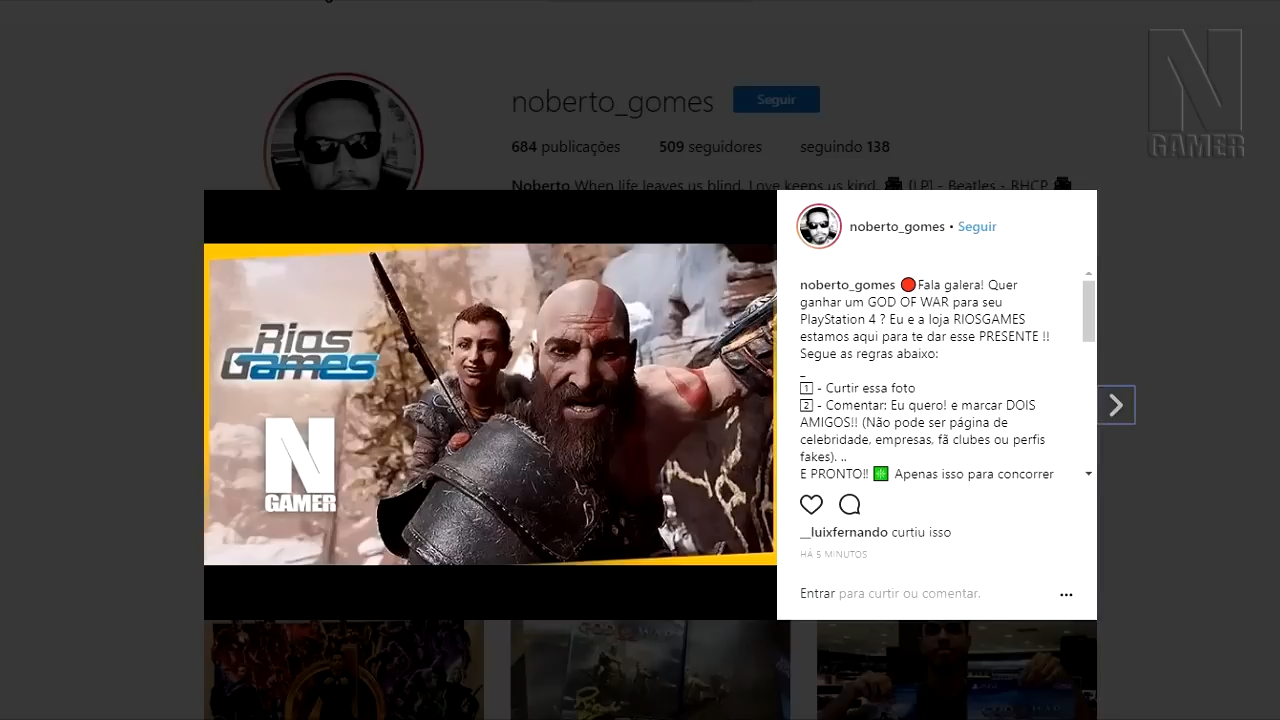 noberto_gomes
Seguir
684 publicações 509 seguidores seguindo 138
Noberto When life leaves us blind, Love keeps us kind. [LP] - Beatles - RHCP
N
GAMER
Rios
Games
N
GAMER
noberto_gomes • Seguir
noberto_gomes 🔴Fala galera! Quer
ganhar um GOD OF WAR para seu
PlayStation 4 ? Eu e a loja RIOSGAMES
estamos aqui para te dar esse PRESENTE !!
Segue as regras abaixo:
_
1 - Curtir essa foto
2 - Comentar: Eu quero! e marcar DOIS
AMIGOS!! (Não pode ser página de
celebridade, empresas, fã clubes ou perfis
fakes). ..
E PRONTO!! Apenas isso para concorrer
__luixfernando curtiu isso
HÁ 5 MINUTOS
Entrar para curtir ou comentar.